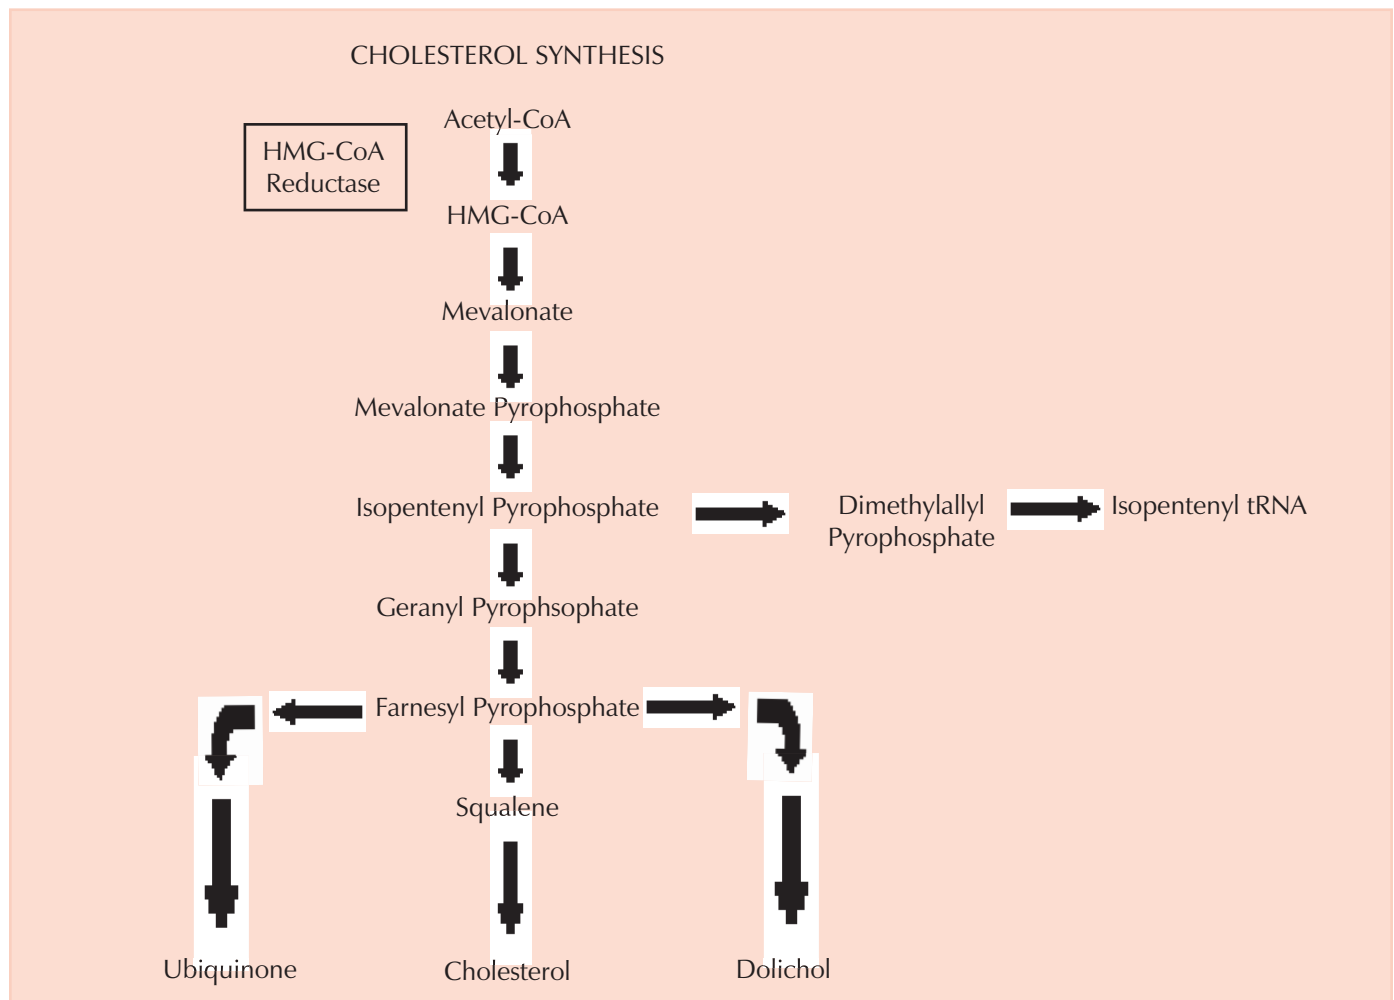 CHOLESTEROL SYNTHESIS
Acetyl-CoA
HMG-CoA
Reductase
HMG-CoA
Mevalonate
Mevalonate Pyrophosphate
Isopentenyl Pyrophosphate
Dimethylallyl
Pyrophosphate
Isopentenyl tRNA
Geranyl Pyrophsophate
Farnesyl Pyrophosphate
Squalene
Ubiquinone
Cholesterol
Dolichol